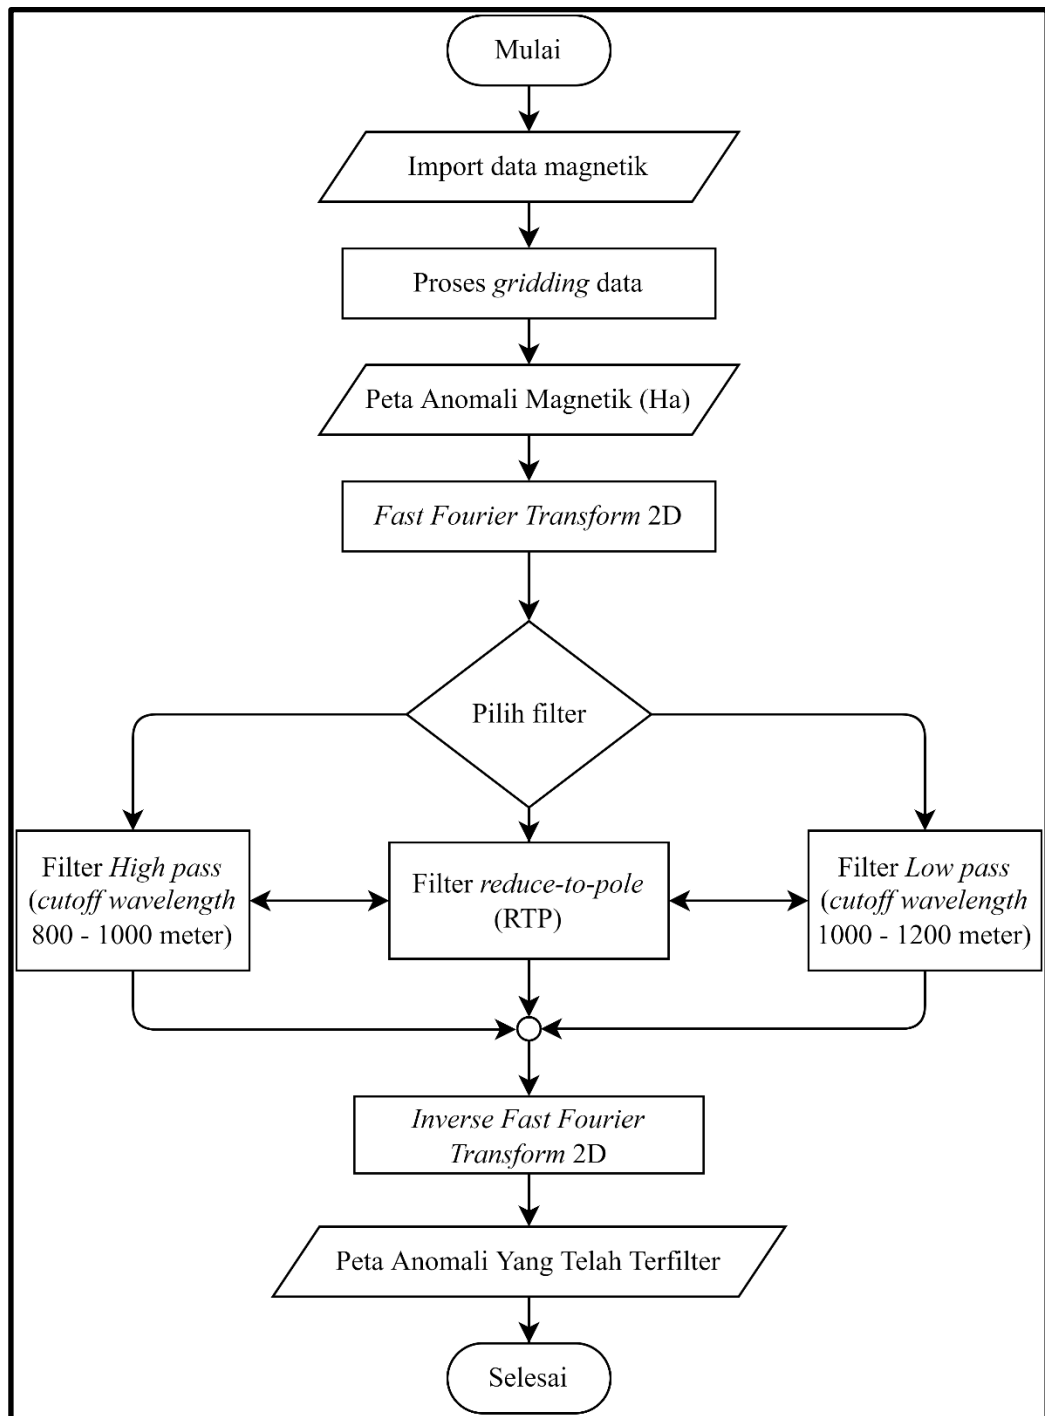 Mulai
Import data magnetik
Proses gridding data
Peta Anomali Magnetik (Ha)
Fast Fourier Transform 2D
Pilih filter
Filter High pass
(cutoff wavelength
800 - 1000 meter)
Filter reduce-to-pole
(RTP)
Filter Low pass
(cutoff wavelength
1000 - 1200 meter)
Inverse Fast Fourier
Transform 2D
Peta Anomali Yang Telah Terfilter
Selesai